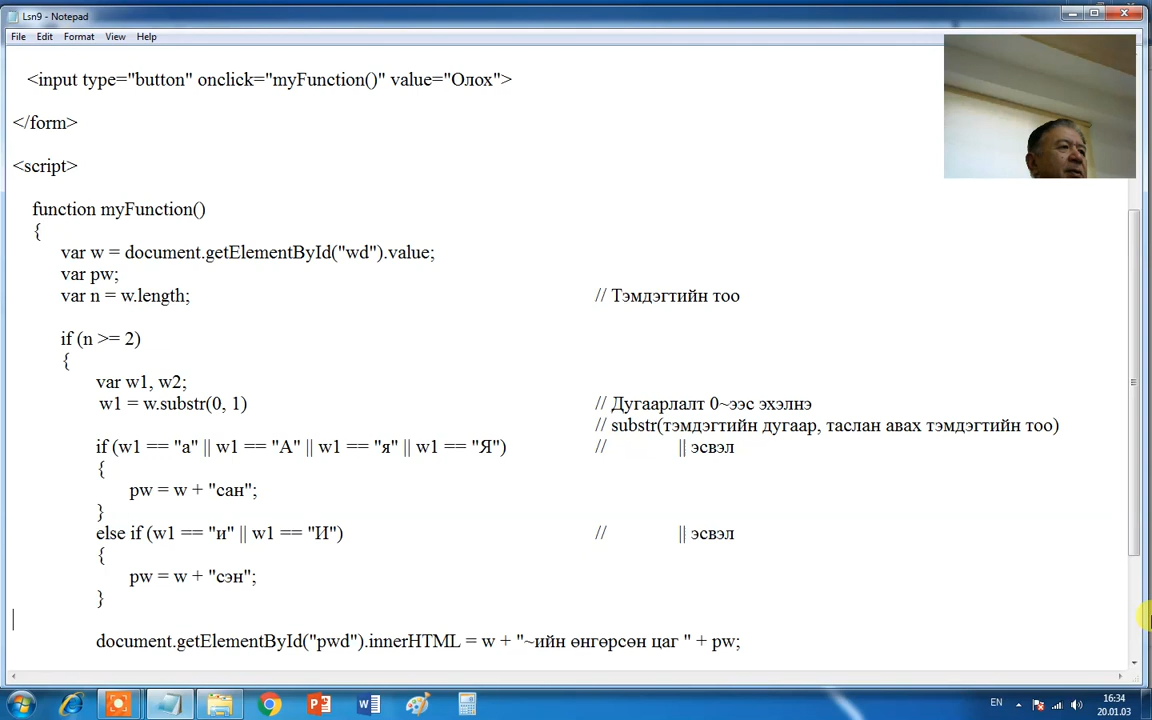 Lsn9 - Notepad
File Edit Format View Help
<input type="button" onclick="myFunction()" value="Олох">
</form>
<script>
function myFunction()
{
var w = document.getElementById("wd").value;
var pw;
var n = w.length; // Тэмдэгтийн тоо
if (n >= 2)
{
var w1, w2;
w1 = w.substr(0, 1) // Дугаарлалт 0~ээс эхэлнэ
// substr(тэмдэгтийн дугаар, таслан авах тэмдэгтийн тоо)
if (w1 == "а" || w1 == "А" || w1 == "я" || w1 == "Я") // || эсвэл
{
pw = w + "сан";
}
else if (w1 == "и" || w1 == "И") // || эсвэл
{
pw = w + "сэн";
}
document.getElementById("pwd").innerHTML = w + "~ийн өнгөрсөн цаг " + pw;
EN 16:34
20.01.03